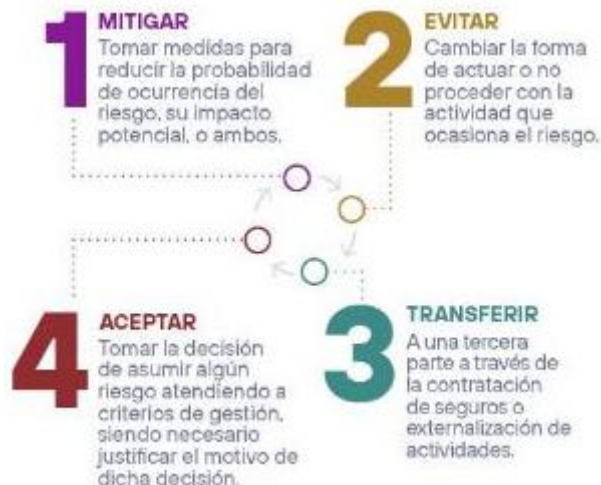 1
MITIGAR
Tomar medidas para
reducir la probabilidad
de ocurrencia del
riesgo, su impacto
potencial, o ambos.
2
EVITAR
Cambiar la forma
de actuar o no
proceder con la
actividad que
ocasiona el riesgo.
3
TRANSFERIR
A una tercera
parte a través de
la contratación
de seguros o
externalización de
actividades.
4
ACEPTAR
Tomar la decisión
de asumir algún
riesgo atendiendo a
criterios de gestión,
siendo necesario
justificar el motivo de
dicha decisión.